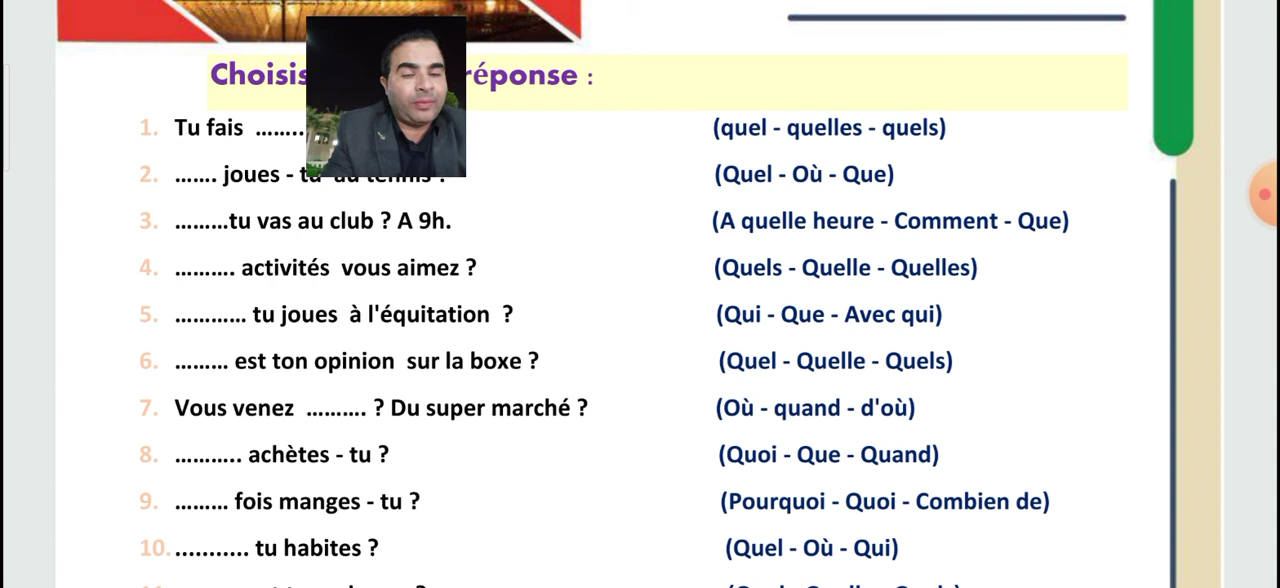 Choisis réponse :
1. Tu fais ........ (quel - quelles - quels)
2. ....... joues - tu au tennis ? (Quel - Où - Que)
3. .........tu vas au club ? A 9h. (A quelle heure - Comment - Que)
4. .......... activités vous aimez ? (Quels - Quelle - Quelles)
5. ............ tu joues à l'équitation ? (Qui - Que - Avec qui)
6. ......... est ton opinion sur la boxe ? (Quel - Quelle - Quels)
7. Vous venez .......... ? Du super marché ? (Où - quand - d'où)
8. ........... achètes - tu ? (Quoi - Que - Quand)
9. ......... fois manges - tu ? (Pourquoi - Quoi - Combien de)
10. ........... tu habites ? (Quel - Où - Qui)